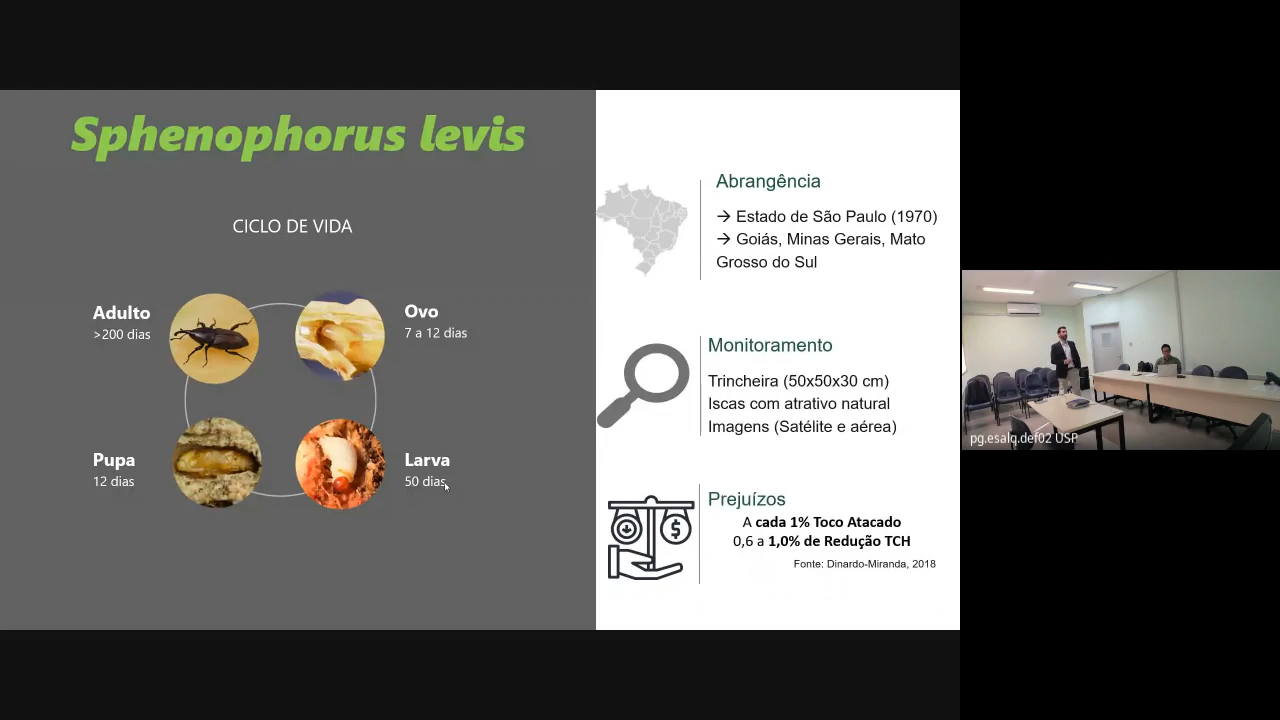 Sphenophorus levis
CICLO DE VIDA
Adulto
>200 dias
Ovo
7 a 12 dias
Pupa
12 dias
Larva
50 dias
Abrangência
→ Estado de São Paulo (1970)
→ Goiás, Minas Gerais, Mato
Grosso do Sul
Monitoramento
Trincheira (50x50x30 cm)
Iscas com atrativo natural
Imagens (Satélite e aérea)
Prejuízos
A cada 1% Toco Atacado
0,6 a 1,0% de Redução TCH
Fonte: Dinardo-Miranda, 2018
pg.esalq.def02 USP